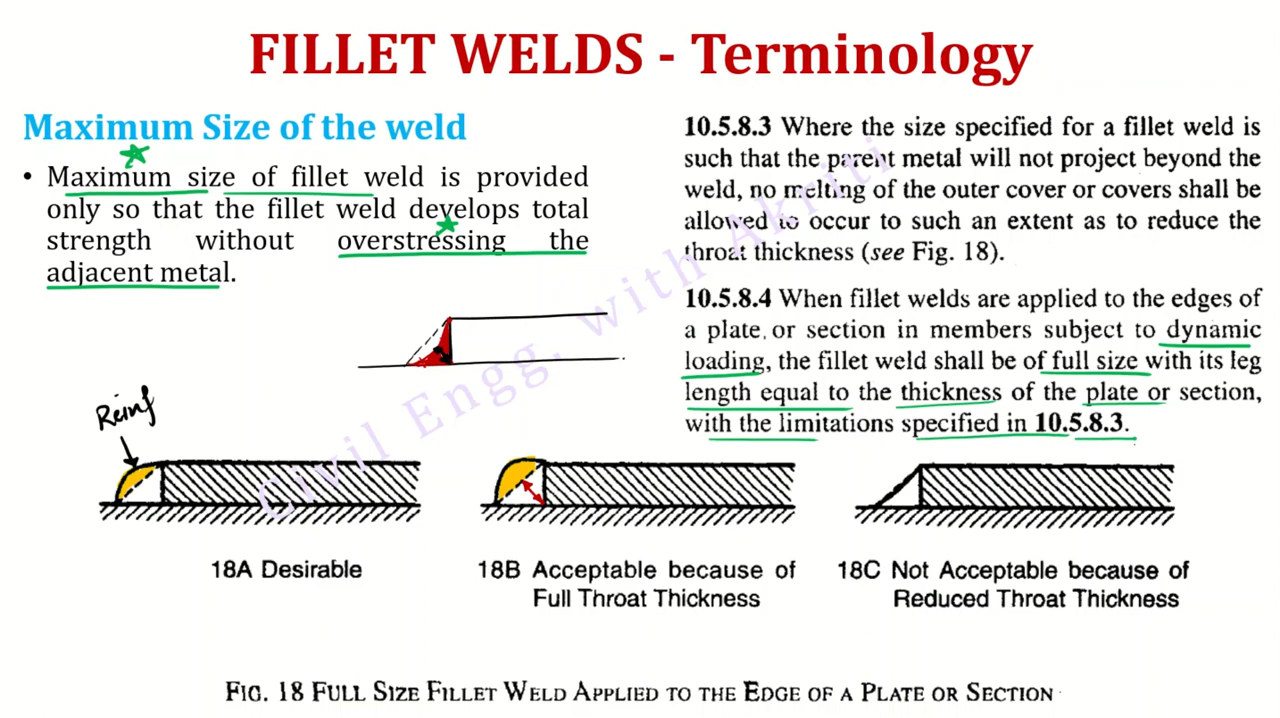 FILLET WELDS - Terminology
Maximum Size of the weld
• Maximum size of fillet weld is provided
only so that the fillet weld develops total
strength without overstressing the
adjacent metal.
10.5.8.3 Where the size specified for a fillet weld is
such that the parent metal will not project beyond the
weld, no melting of the outer cover or covers shall be
allowed to occur to such an extent as to reduce the
throat thickness (see Fig. 18).
10.5.8.4 When fillet welds are applied to the edges of
a plate, or section in members subject to dynamic
loading, the fillet weld shall be of full size with its leg
length equal to the thickness of the plate or section,
with the limitations specified in 10.5.8.3.
Civil Engg. with Akriti
Reinf
18A Desirable
18B Acceptable because of
Full Throat Thickness
18C Not Acceptable because of
Reduced Throat Thickness
FIG. 18 FULL SIZE FILLET WELD APPLIED TO THE EDGE OF A PLATE OR SECTION